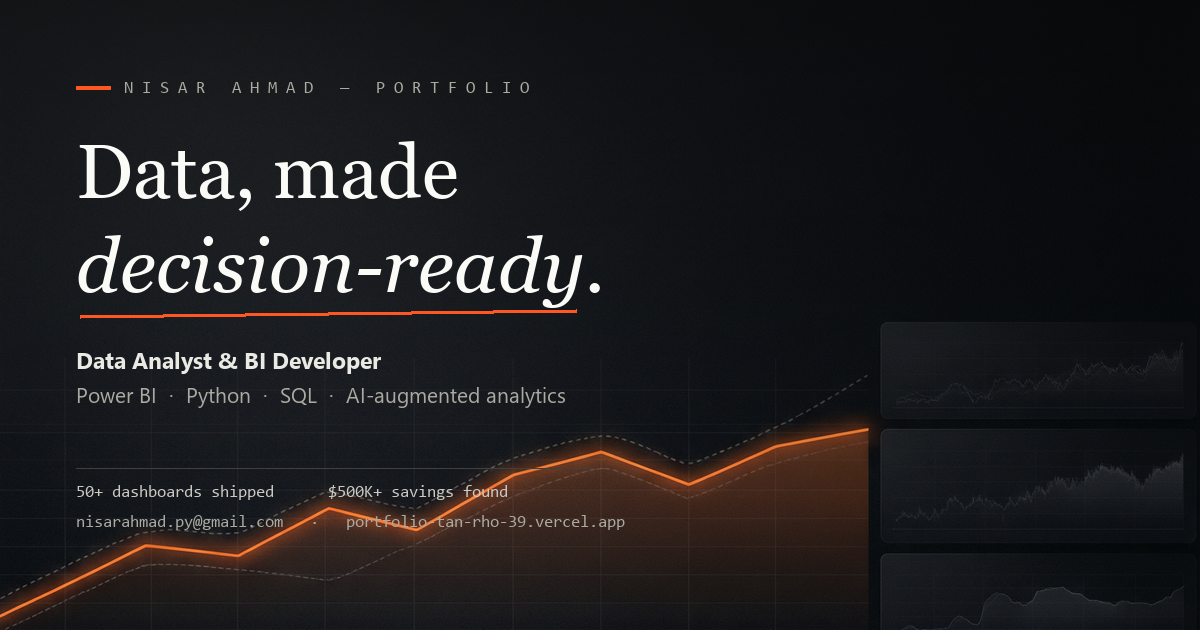 NISAR AHMAD — PORTFOLIO
Data, made
decision-ready.
Data Analyst & BI Developer
Power BI · Python · SQL · AI-augmented analytics
50+ dashboards shipped $500K+ savings found
nisarahmad.py@gmail.com · portfolio-tan-rho-39.vercel.app